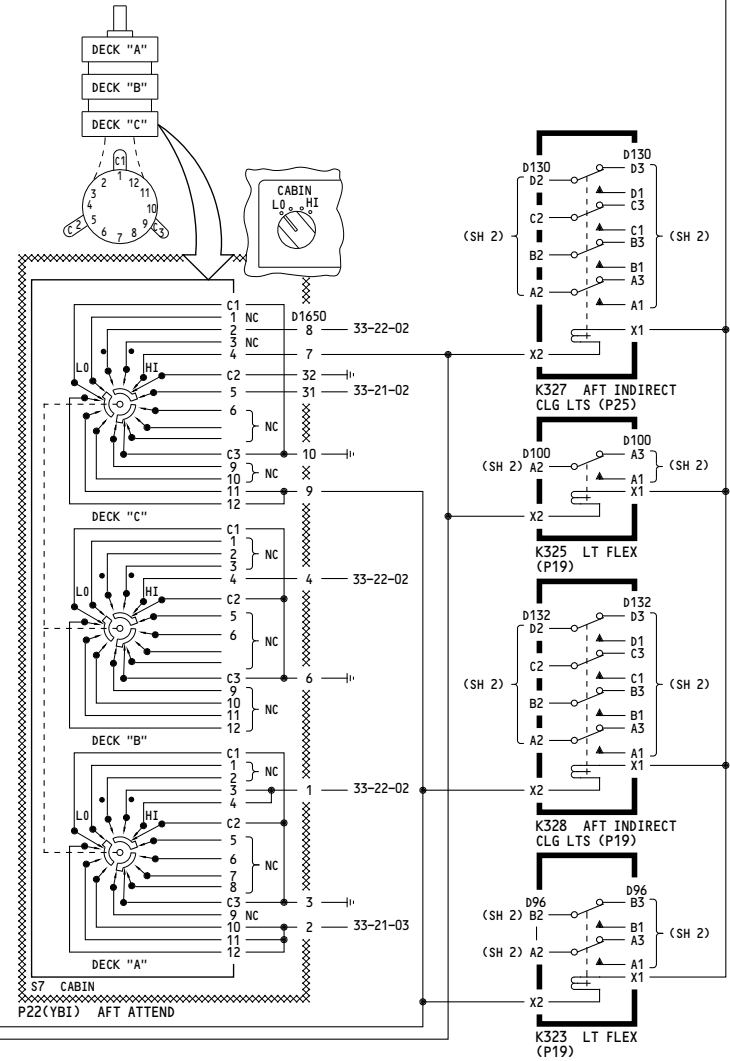 DECK "A"
DECK "B"
DECK "C"
C1
1
2
12
3
11
4
10
5
9
C2
C3
6
7
8
CABIN
LO
HI
C1
1 NC
D1650
2
8
33-22-02
3 NC
4
7
LO
HI
C2
32
5
31
33-21-02
6
NC
C3
10
9
10
NC
11
9
12
DECK "C"
C1
1
2
NC
3
4
4
33-22-02
LO
HI
C2
5
6
NC
C3
6
9
10
NC
11
12
DECK "B"
C1
1
2
NC
3
1
33-22-02
4
LO
HI
C2
5
6
NC
7
8
C3
3
9 NC
10
2
33-21-03
11
12
DECK "A"
S7 CABIN
P22(YBI) AFT ATTEND
D130
D130
D2
D3
D1
C2
C3
(SH 2)
(SH 2)
C1
B2
B3
B1
A2
A3
A1
X1
X2
K327 AFT INDIRECT
CLG LTS (P25)
D100
D100
(SH 2) A2
A3
(SH 2)
A1
X1
X2
K325 LT FLEX
(P19)
D132
D132
D2
D3
D1
C2
C3
(SH 2)
(SH 2)
C1
B2
B3
B1
A2
A3
A1
X1
X2
K328 AFT INDIRECT
CLG LTS (P19)
D96
D96
(SH 2) B2
B3
B1
(SH 2)
(SH 2) A2
A3
A1
X1
X2
K323 LT FLEX
(P19)